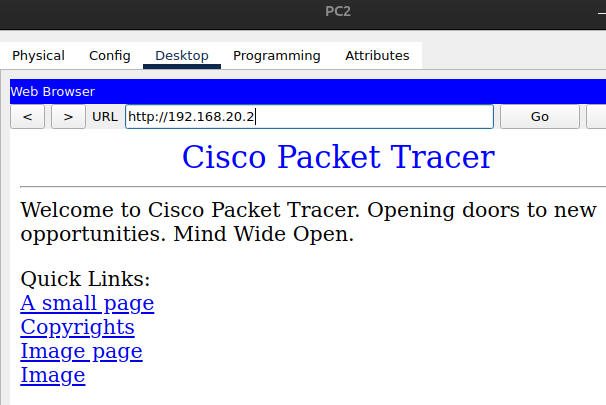 PC2
Physical Config Desktop Programming Attributes
Web Browser
< > URL http://192.168.20.2 Go
Cisco Packet Tracer
Welcome to Cisco Packet Tracer. Opening doors to new
opportunities. Mind Wide Open.
Quick Links:
A small page
Copyrights
Image page
Image